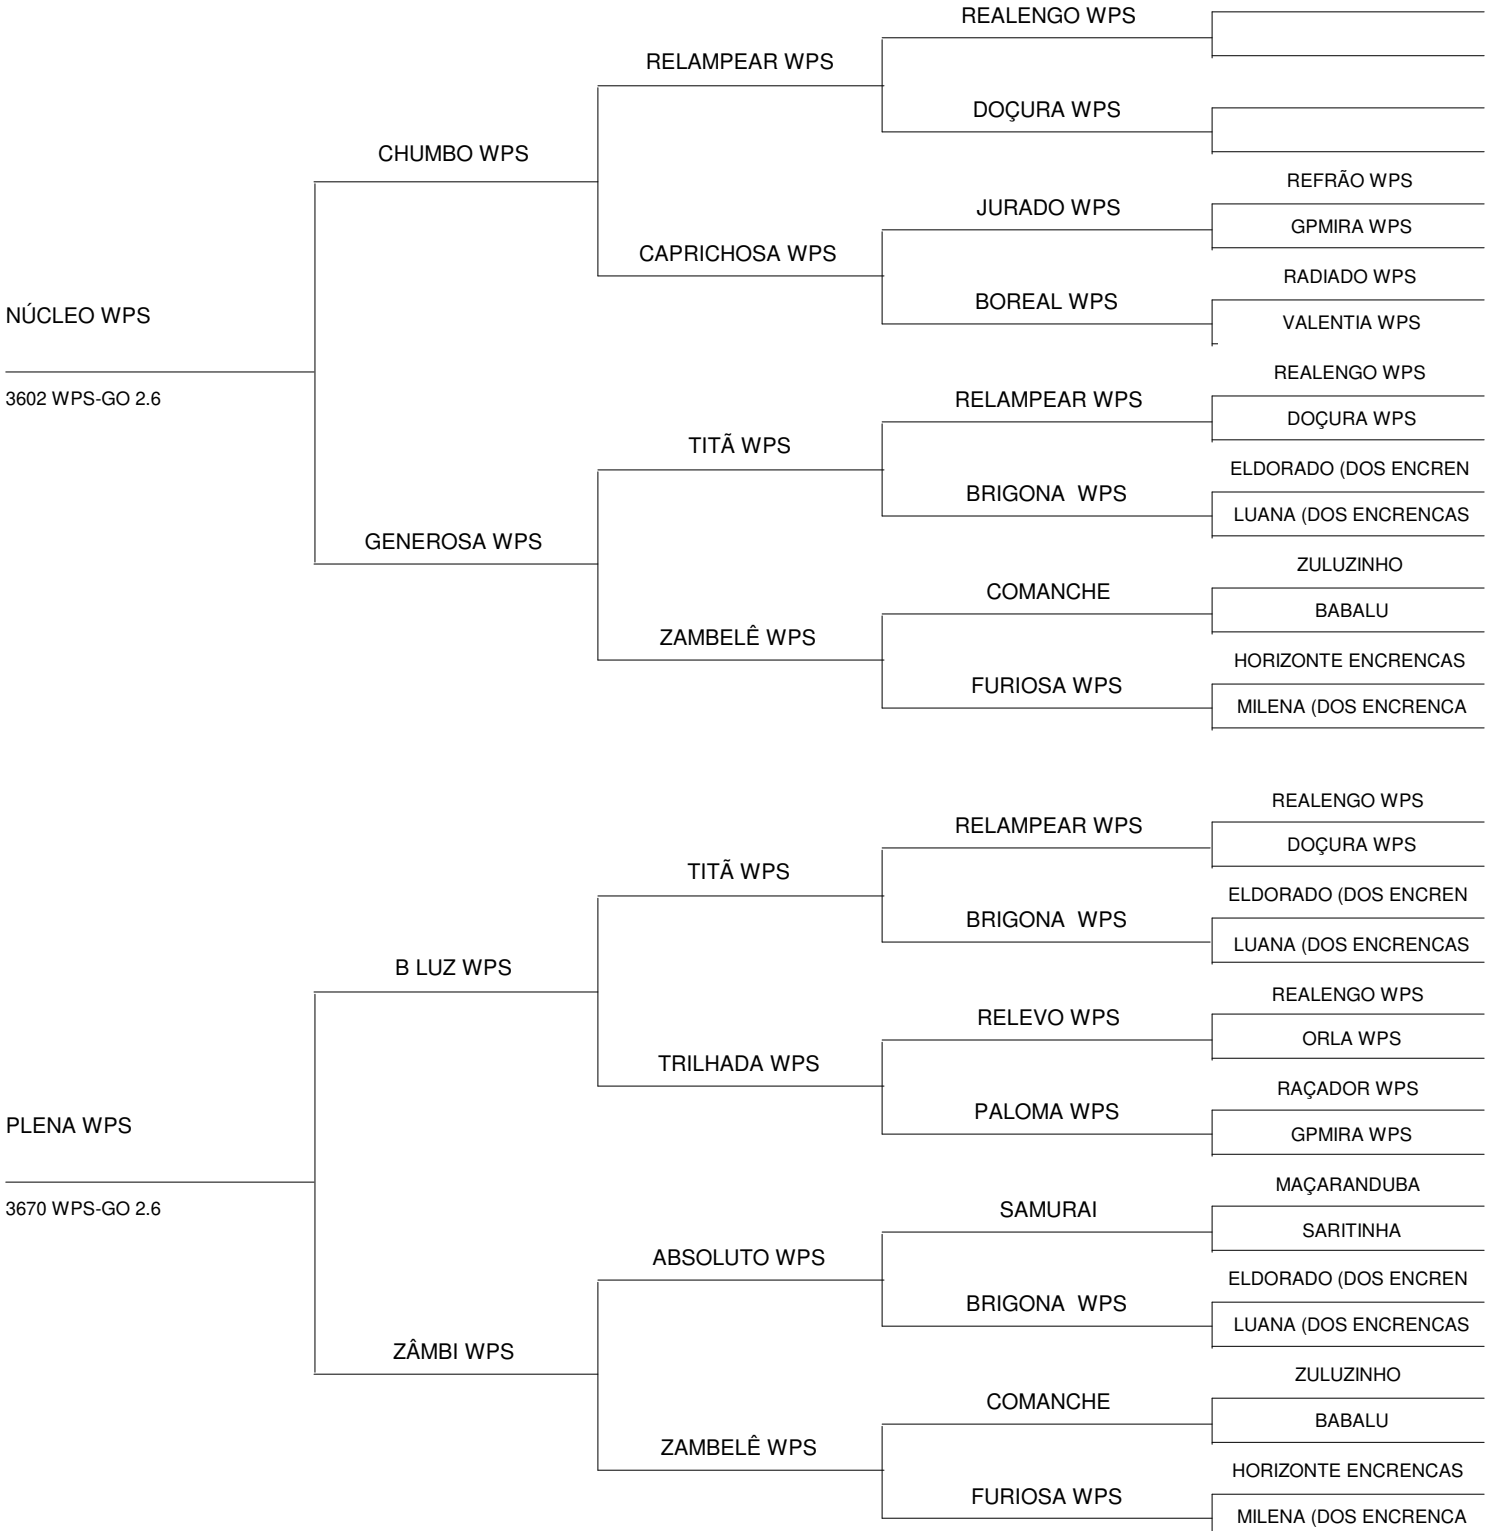 REALENGO WPS
RELAMPEAR WPS
DOÇURA WPS
CHUMBO WPS
REFRÃO WPS
JURADO WPS
GPMIRA WPS
CAPRICHOSA WPS
RADIADO WPS
BOREAL WPS
VALENTIA WPS
NÚCLEO WPS
3602 WPS-GO 2.6
REALENGO WPS
RELAMPEAR WPS
DOÇURA WPS
TITÃ WPS
ELDORADO (DOS ENCREN
BRIGONA  WPS
LUANA (DOS ENCRENCAS
GENEROSA WPS
ZULUZINHO
COMANCHE
BABALU
ZAMBELÊ WPS
HORIZONTE ENCRENCAS
FURIOSA WPS
MILENA (DOS ENCRENCA
REALENGO WPS
RELAMPEAR WPS
DOÇURA WPS
TITÃ WPS
ELDORADO (DOS ENCREN
BRIGONA  WPS
LUANA (DOS ENCRENCAS
B LUZ WPS
REALENGO WPS
RELEVO WPS
ORLA WPS
TRILHADA WPS
RAÇADOR WPS
PALOMA WPS
GPMIRA WPS
PLENA WPS
3670 WPS-GO 2.6
MAÇARANDUBA
SAMURAI
SARITINHA
ABSOLUTO WPS
ELDORADO (DOS ENCREN
BRIGONA  WPS
LUANA (DOS ENCRENCAS
ZÂMBI WPS
ZULUZINHO
COMANCHE
BABALU
ZAMBELÊ WPS
HORIZONTE ENCRENCAS
FURIOSA WPS
MILENA (DOS ENCRENCA